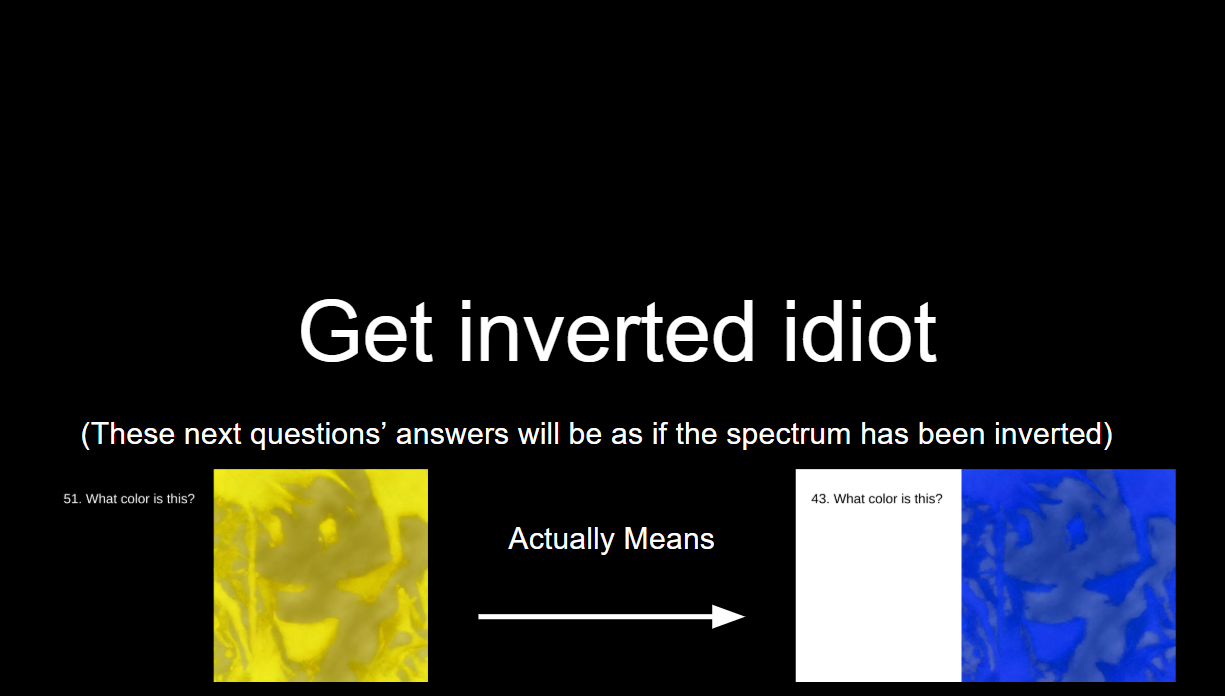 Get inverted idiot
(These next questions’ answers will be as if the spectrum has been inverted)
51. What color is this?
Actually Means
43. What color is this?